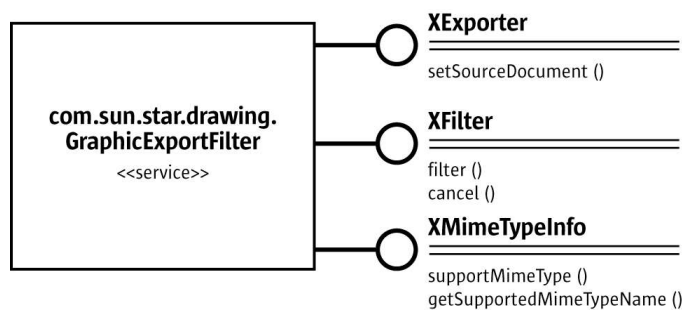 com.sun.star.drawing.
GraphicExportFilter
<<service>>
XExporter
setSourceDocument ()
XFilter
filter ()
cancel ()
XMimeTypeInfo
supportMimeType ()
getSupportedMimeTypeName ()